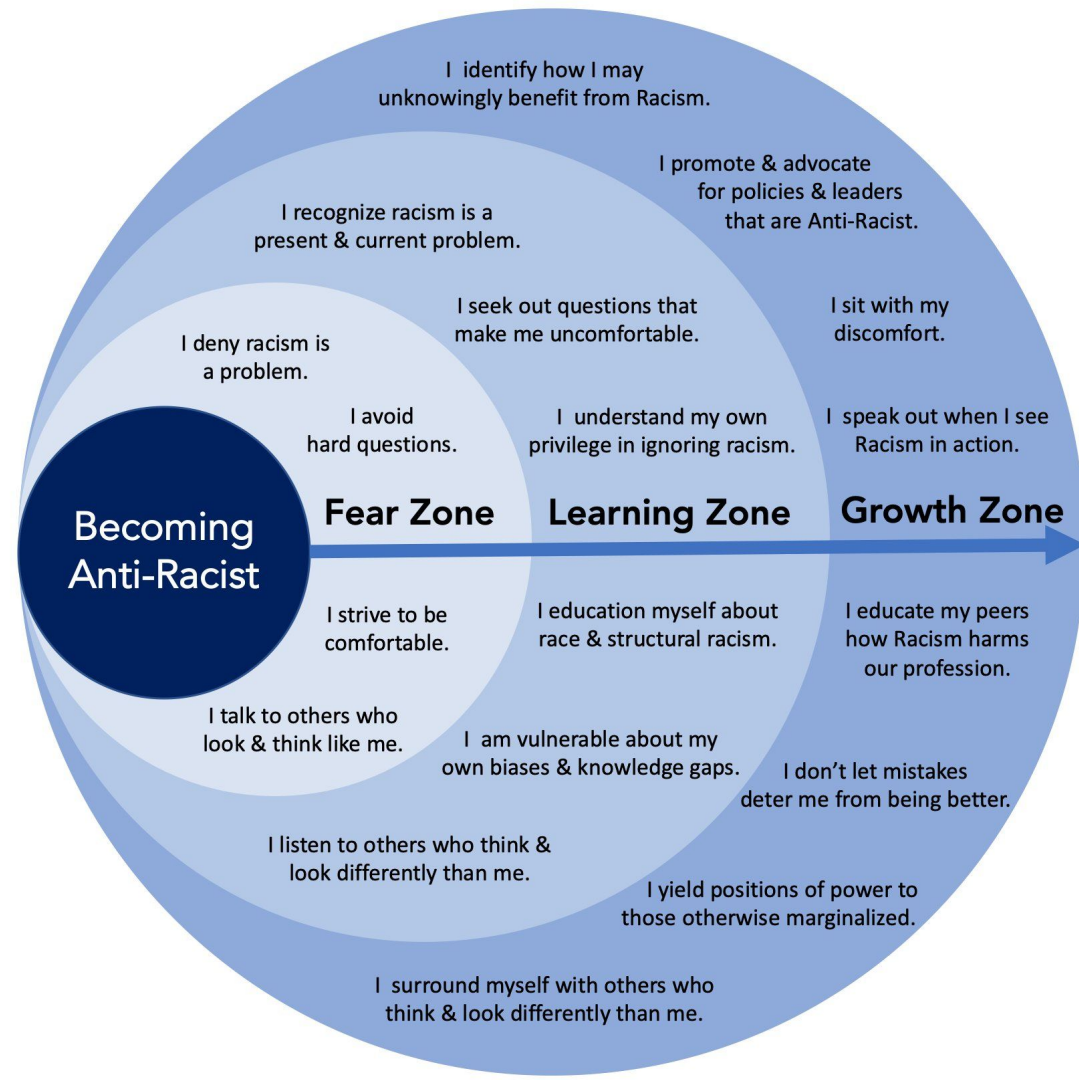 I identify how I may
unknowingly benefit from Racism.
I promote & advocate
for policies & leaders
that are Anti-Racist.
I recognize racism is a
present & current problem.
I seek out questions that
make me uncomfortable.
I sit with my
discomfort.
I deny racism is
a problem.
I avoid
hard questions.
I understand my own
privilege in ignoring racism.
I speak out when I see
Racism in action.
Becoming
Anti-Racist
Fear Zone
Learning Zone
Growth Zone
I strive to be
comfortable.
I education myself about
race & structural racism.
I educate my peers
how Racism harms
our profession.
I talk to others who
look & think like me.
I am vulnerable about my
own biases & knowledge gaps.
I don’t let mistakes
deter me from being better.
I listen to others who think &
look differently than me.
I yield positions of power to
those otherwise marginalized.
I surround myself with others who
think & look differently than me.